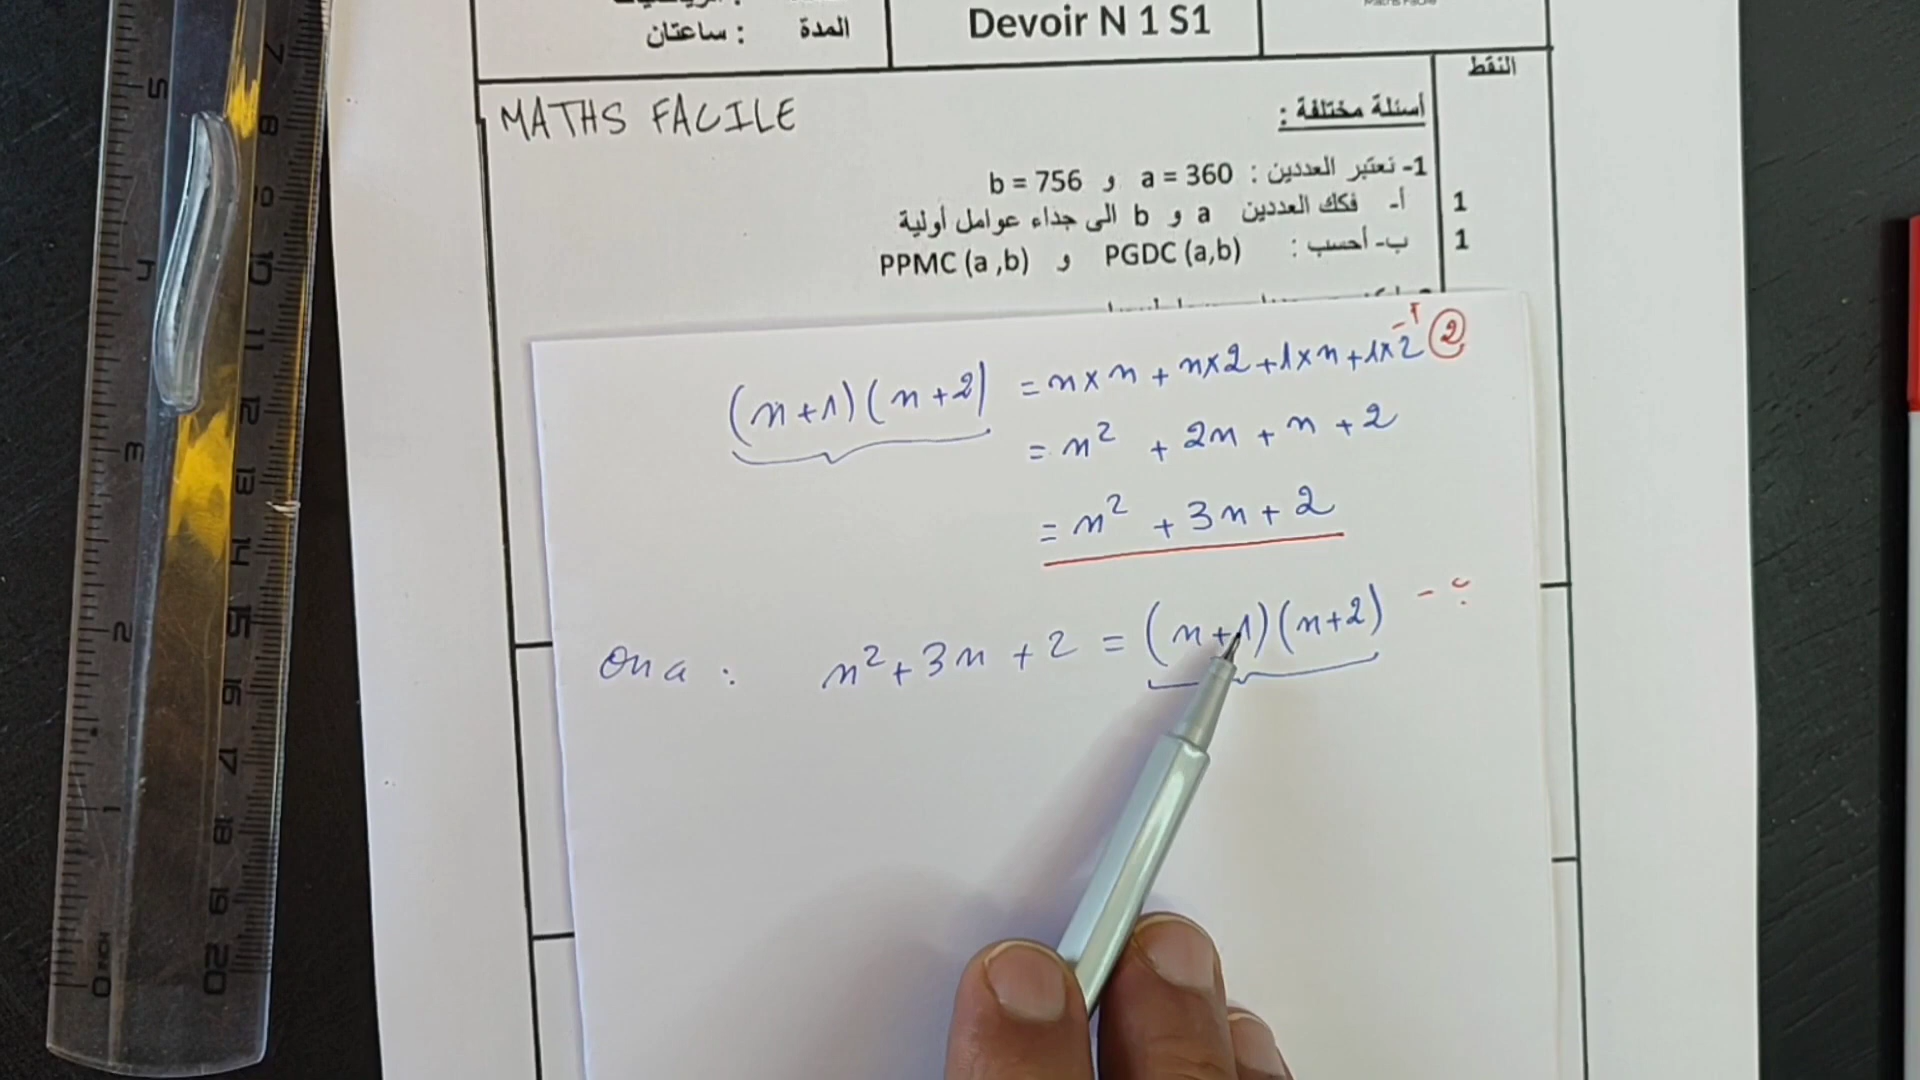 المدة : ساعتان
Devoir N 1 S1
النقط
MATHS FACILE
أسئلة مختلفة :
1- نعتبر العددين : a = 360 و b = 756
أ- فكك العددين a و b الى جداء عوامل أولية 1
ب- أحسب : PGDC (a,b) و PPMC (a ,b) 1
2 -أ
(n+1)(n+2) = n×n + n×2 + 1×n + 1×2
= n² + 2n + n + 2
= n² + 3n + 2
On a : n² + 3n + 2 = (n+1)(n+2)